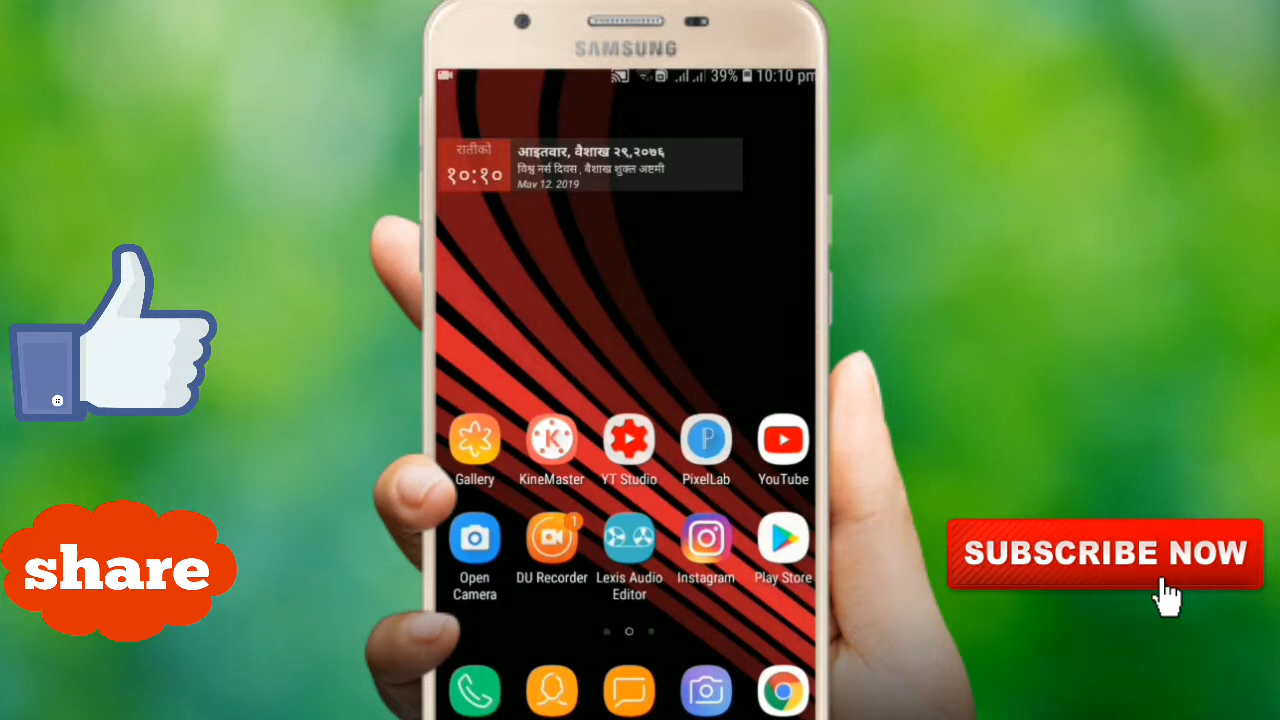 SAMSUNG
39% 10:10 pm
रातीको
१०:१०
आइतवार, वैशाख २९,२०७६
विश्व नर्स दिवस , बैशाख शुक्ल अष्टमी
May 12, 2019
Gallery KineMaster YT Studio PixelLab YouTube
1
Open Camera DU Recorder Lexis Audio Editor Instagram Play Store
share
SUBSCRIBE NOW